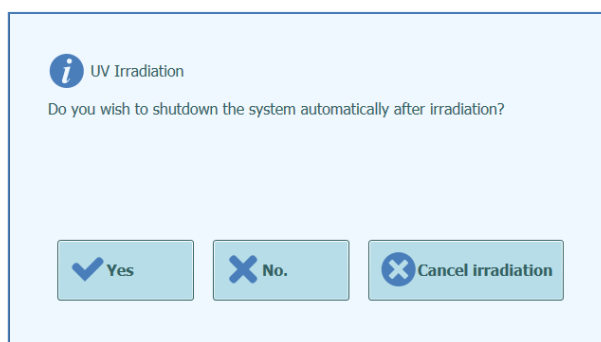 UV Irradiation
Do you wish to shutdown the system automatically after irradiation?
Yes
No.
Cancel irradiation